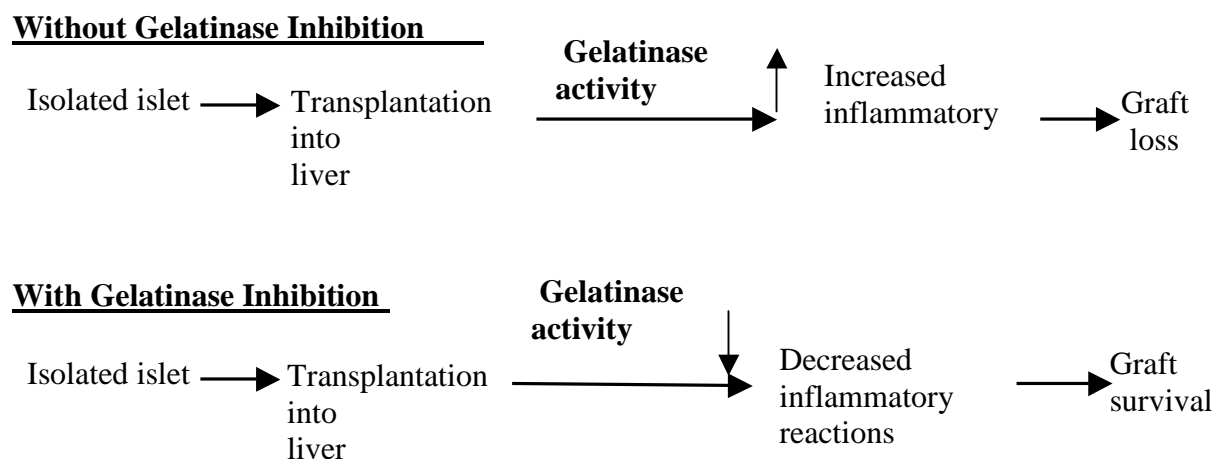 Without Gelatinase Inhibition
Isolated islet
Transplantation
into
liver
Gelatinase
activity
Increased
inflammatory
Graft
loss
With Gelatinase Inhibition
Isolated islet
Transplantation
into
liver
Gelatinase
activity
Decreased
inflammatory
reactions
Graft
survival